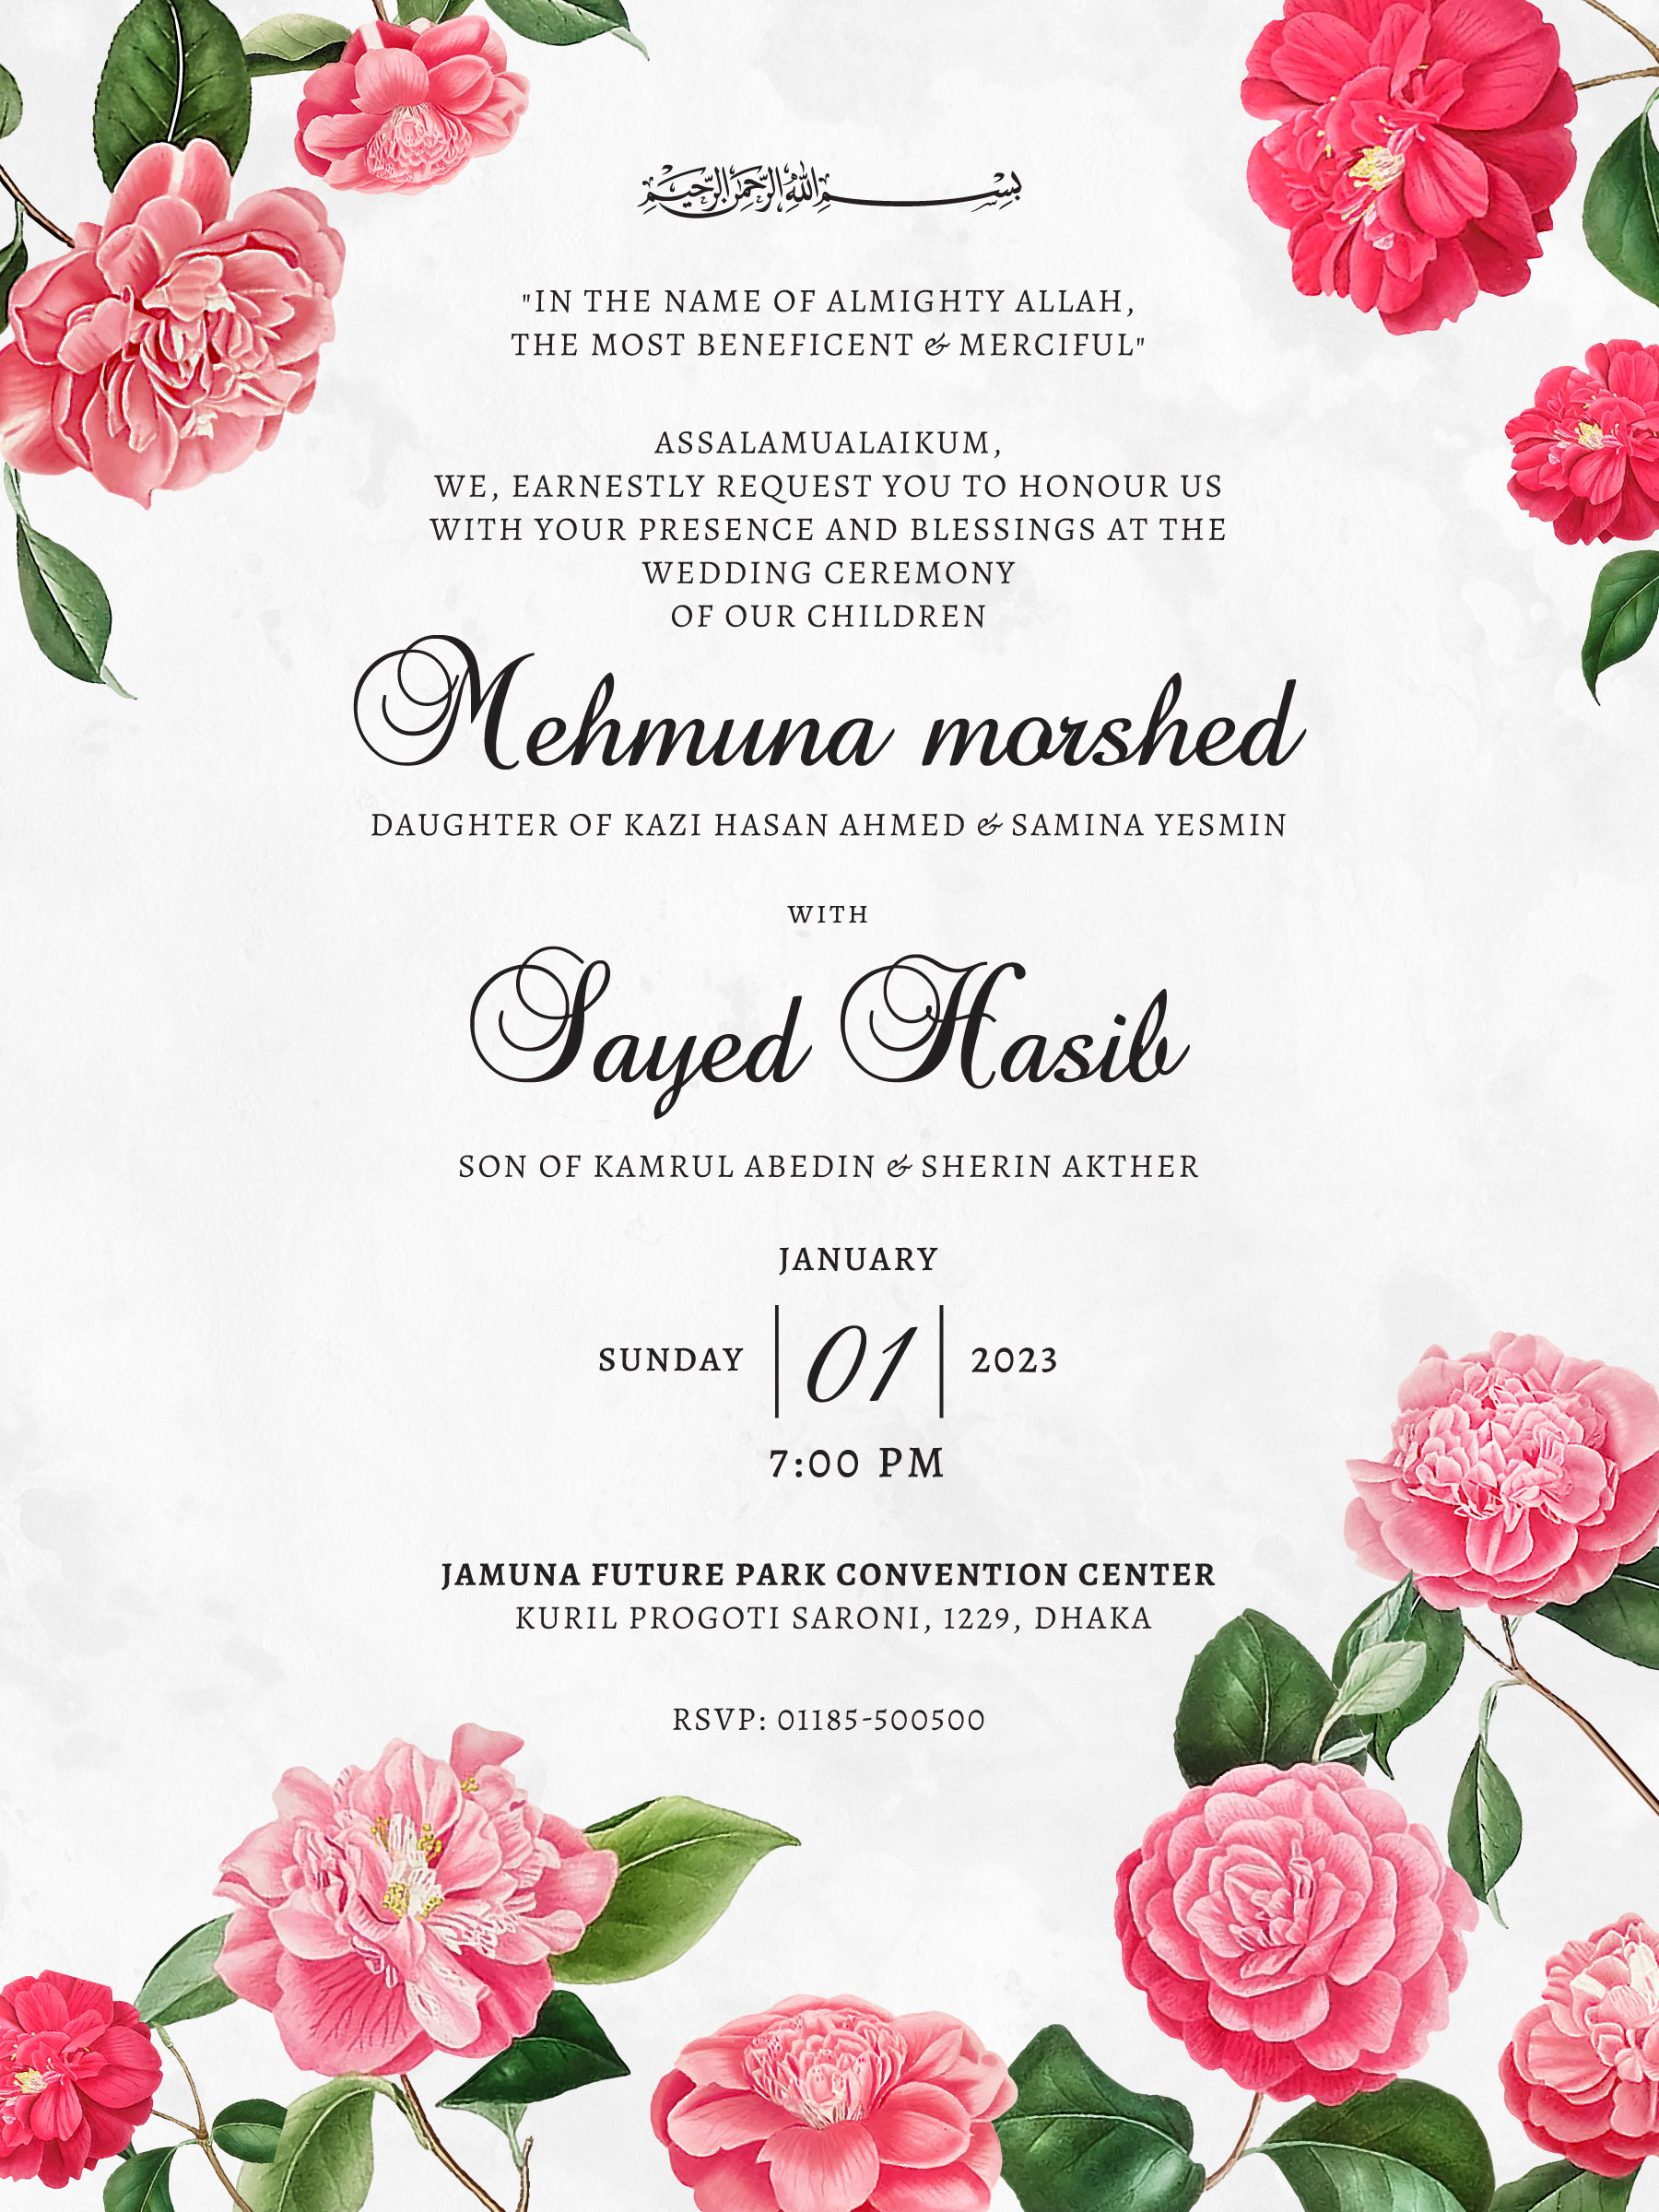 بسم الله الرحمن الرحيم
"IN THE NAME OF ALMIGHTY ALLAH,
THE MOST BENEFICENT & MERCIFUL"
ASSALAMUALAIKUM,
WE, EARNESTLY REQUEST YOU TO HONOUR US
WITH YOUR PRESENCE AND BLESSINGS AT THE
WEDDING CEREMONY
OF OUR CHILDREN
Mehmuna morshed
DAUGHTER OF KAZI HASAN AHMED & SAMINA YESMIN
WITH
Sayed Hasib
SON OF KAMRUL ABEDIN & SHERIN AKTHER
JANUARY
SUNDAY 01 2023
7:00 PM
JAMUNA FUTURE PARK CONVENTION CENTER
KURIL PROGOTI SARONI, 1229, DHAKA
RSVP: 01185-500500